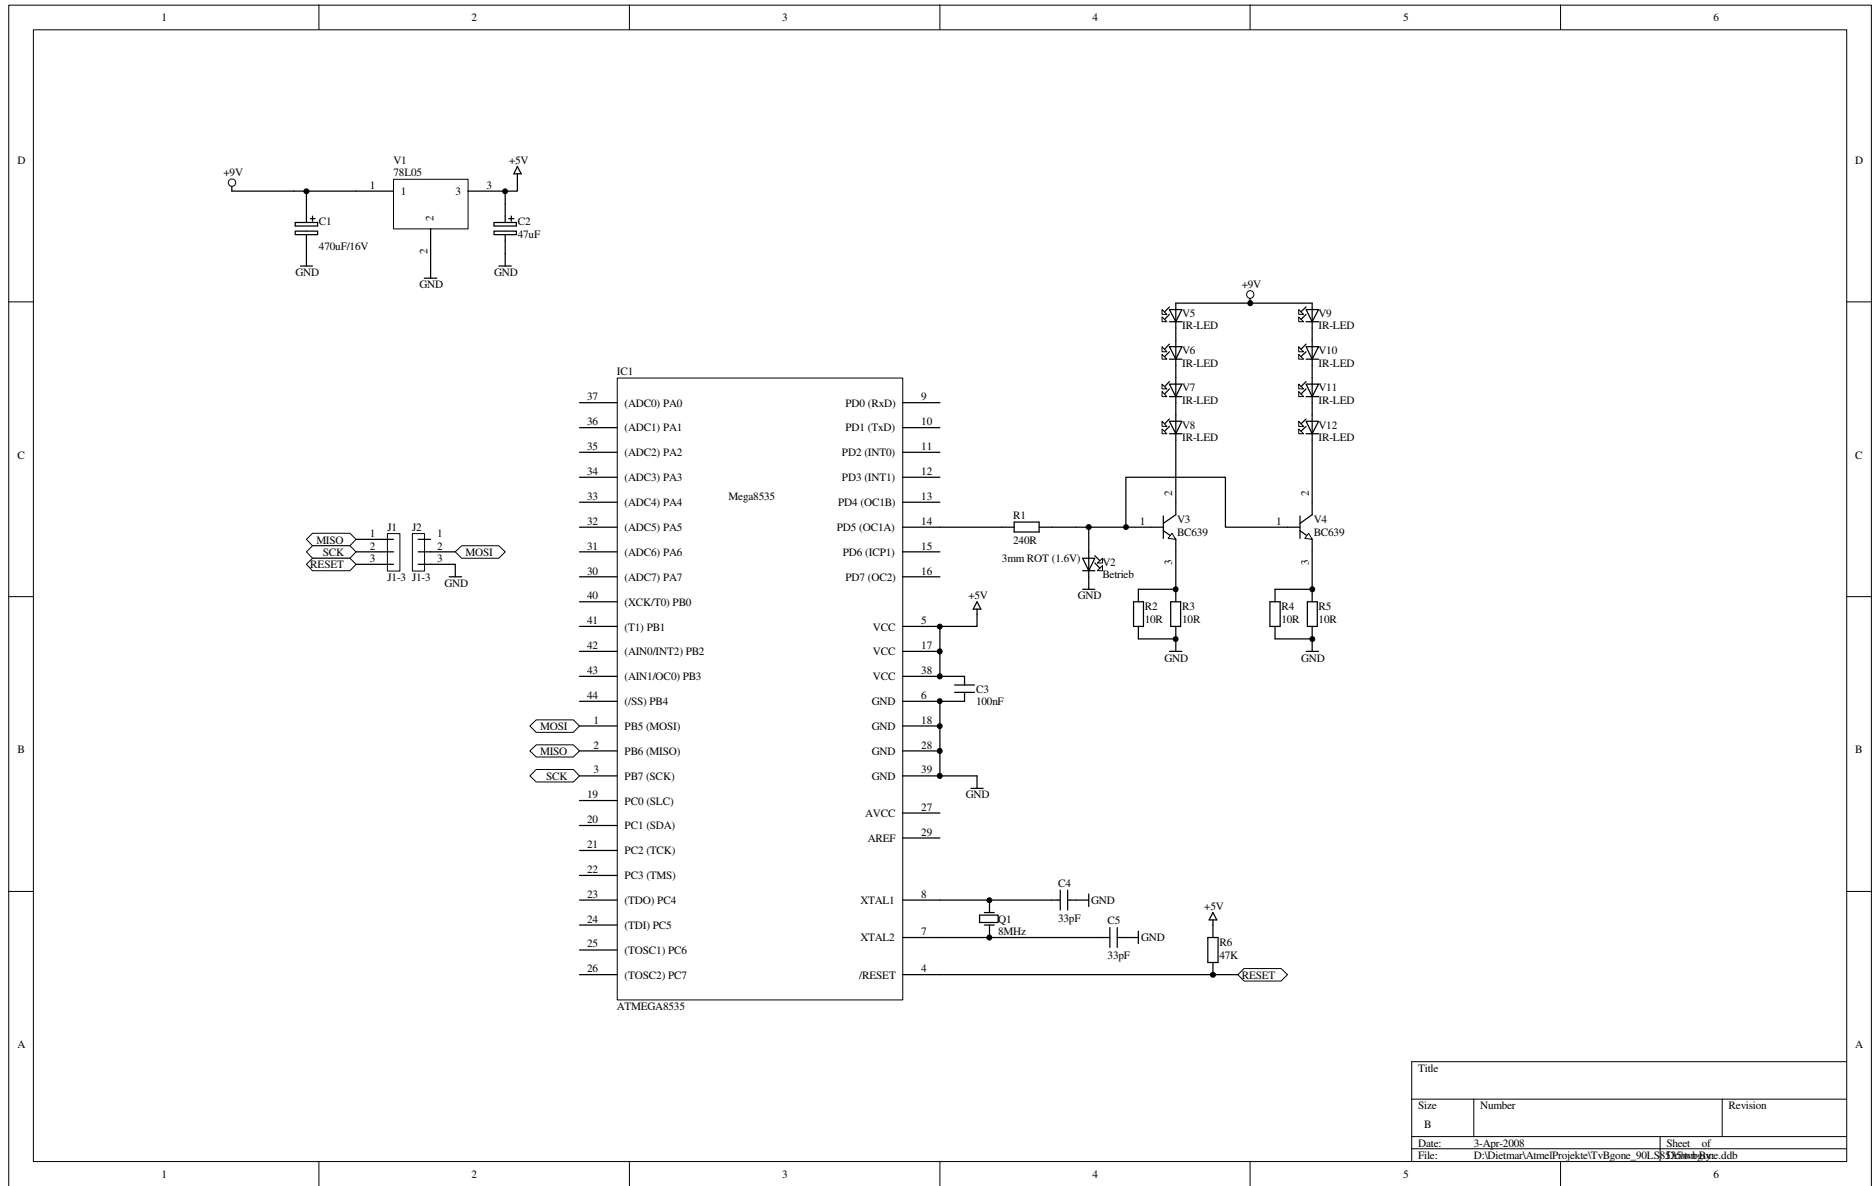 1 2 3 4 5 6
D D
C C
B B
A A
+9V
1
V1
78L05
1 3
2
3
+5V
2
GND
C1
470uF/16V
GND
C2
47uF
GND
MISO 1
SCK 2
RESET 3
J1
J1-3
J2
J1-3
1
2 MOSI
3
GND
IC1
Mega8535
ATMEGA8535
37 (ADC0) PA0
36 (ADC1) PA1
35 (ADC2) PA2
34 (ADC3) PA3
33 (ADC4) PA4
32 (ADC5) PA5
31 (ADC6) PA6
30 (ADC7) PA7
40 (XCK/T0) PB0
41 (T1) PB1
42 (AIN0/INT2) PB2
43 (AIN1/OC0) PB3
44 (/SS) PB4
MOSI 1 PB5 (MOSI)
MISO 2 PB6 (MISO)
SCK 3 PB7 (SCK)
19 PC0 (SLC)
20 PC1 (SDA)
21 PC2 (TCK)
22 PC3 (TMS)
23 (TDO) PC4
24 (TDI) PC5
25 (TOSC1) PC6
26 (TOSC2) PC7
PD0 (RxD) 9
PD1 (TxD) 10
PD2 (INT0) 11
PD3 (INT1) 12
PD4 (OC1B) 13
PD5 (OC1A) 14
PD6 (ICP1) 15
PD7 (OC2) 16
VCC 5
VCC 17
VCC 38
GND 6
GND 18
GND 28
GND 39
AVCC 27
AREF 29
XTAL1 8
XTAL2 7
/RESET 4
+5V
C3
100nF
GND
R1
240R
3mm ROT (1.6V)
V2
Betrieb
GND
+9V
V5
IR-LED
V6
IR-LED
V7
IR-LED
V8
IR-LED
V9
IR-LED
V10
IR-LED
V11
IR-LED
V12
IR-LED
2
1
V3
BC639
3
2
1
V4
BC639
3
R2
10R
R3
10R
GND
R4
10R
R5
10R
GND
C4
33pF
GND
Q1
8MHz
C5
33pF
GND
+5V
R6
47K
RESET
Title
Size
B
Number
Revision
Date: 3-Apr-2008
Sheet of
File: D:\Dietmar\AtmelProjekte\TvBgone_90LS
1 2 3 4 5 6